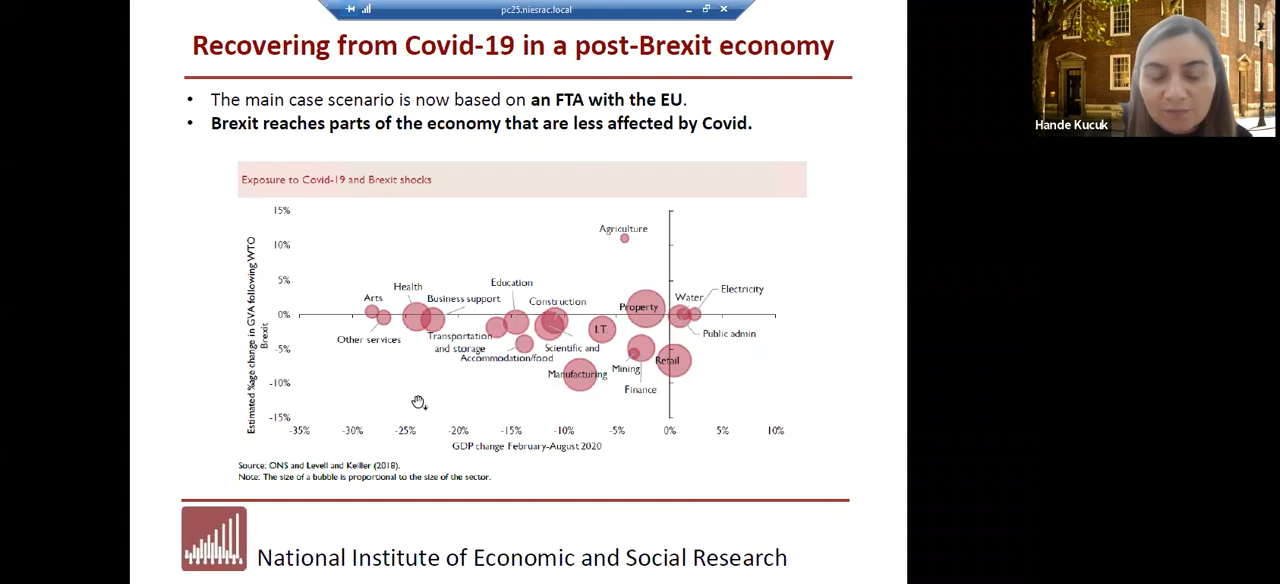 pc25.niesrac.local
Recovering from Covid-19 in a post-Brexit economy
• The main case scenario is now based on an FTA with the EU.
• Brexit reaches parts of the economy that are less affected by Covid.
Hande Kucuk
Exposure to Covid-19 and Brexit shocks
Estimated %age change in GVA following WTO
Brexit
15%
10%
5%
0%
-5%
-10%
-15%
Agriculture
Education
Health
Arts
Business support
Construction
Property
Water
Electricity
Other services
Transportation
and storage
I.T.
Public admin
Accommodation/food
Scientific and
Retail
Mining
Manufacturing
Finance
-35%
-30%
-25%
-20%
-15%
-10%
-5%
0%
5%
10%
GDP change February-August 2020
Source: ONS and Levell and Keiller (2018).
Note: The size of a bubble is proportional to the size of the sector.
National Institute of Economic and Social Research